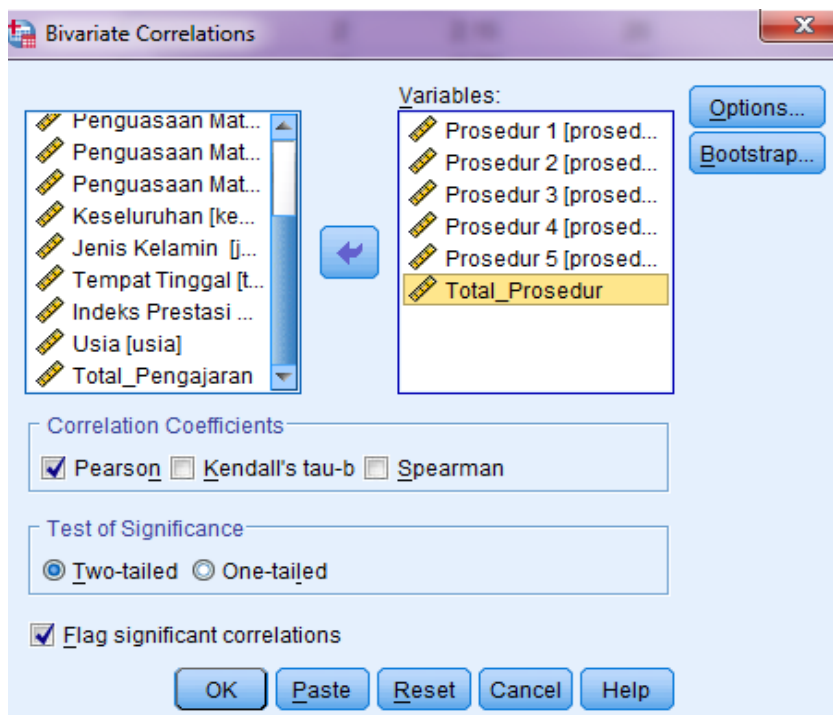 Bivariate Correlations
Penguasaan Mat...
Penguasaan Mat...
Penguasaan Mat...
Keseluruhan [ke...
Jenis Kelamin [j...
Tempat Tinggal [t...
Indeks Prestasi ...
Usia [usia]
Total_Pengajaran
Variables:
Prosedur 1 [prosed...
Prosedur 2 [prosed...
Prosedur 3 [prosed...
Prosedur 4 [prosed...
Prosedur 5 [prosed...
Total_Prosedur
Options...
Bootstrap...
Correlation Coefficients
Pearson Kendall's tau-b Spearman
Test of Significance
Two-tailed One-tailed
Flag significant correlations
OK Paste Reset Cancel Help